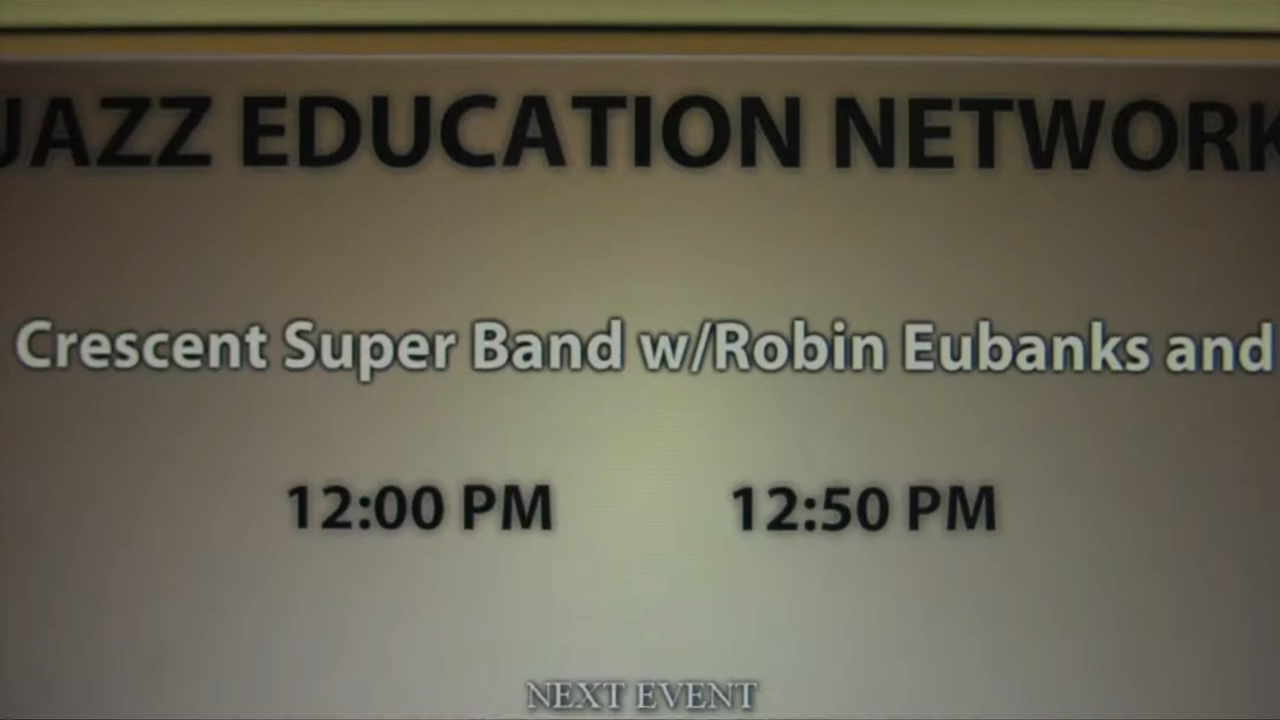 JAZZ EDUCATION NETWORK
Crescent Super Band w/Robin Eubanks and
12:00 PM 12:50 PM
NEXT EVENT